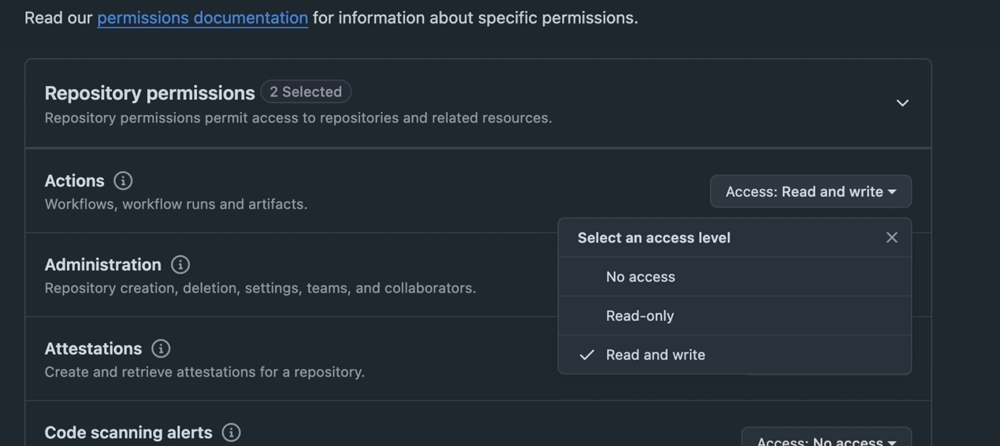 Read our permissions documentation for information about specific permissions.
Repository permissions 2 Selected
Repository permissions permit access to repositories and related resources.
Actions
Workflows, workflow runs and artifacts.
Access: Read and write
Select an access level
No access
Read-only
Read and write
Administration
Repository creation, deletion, settings, teams, and collaborators.
Attestations
Create and retrieve attestations for a repository.
Code scanning alerts
Access: No access